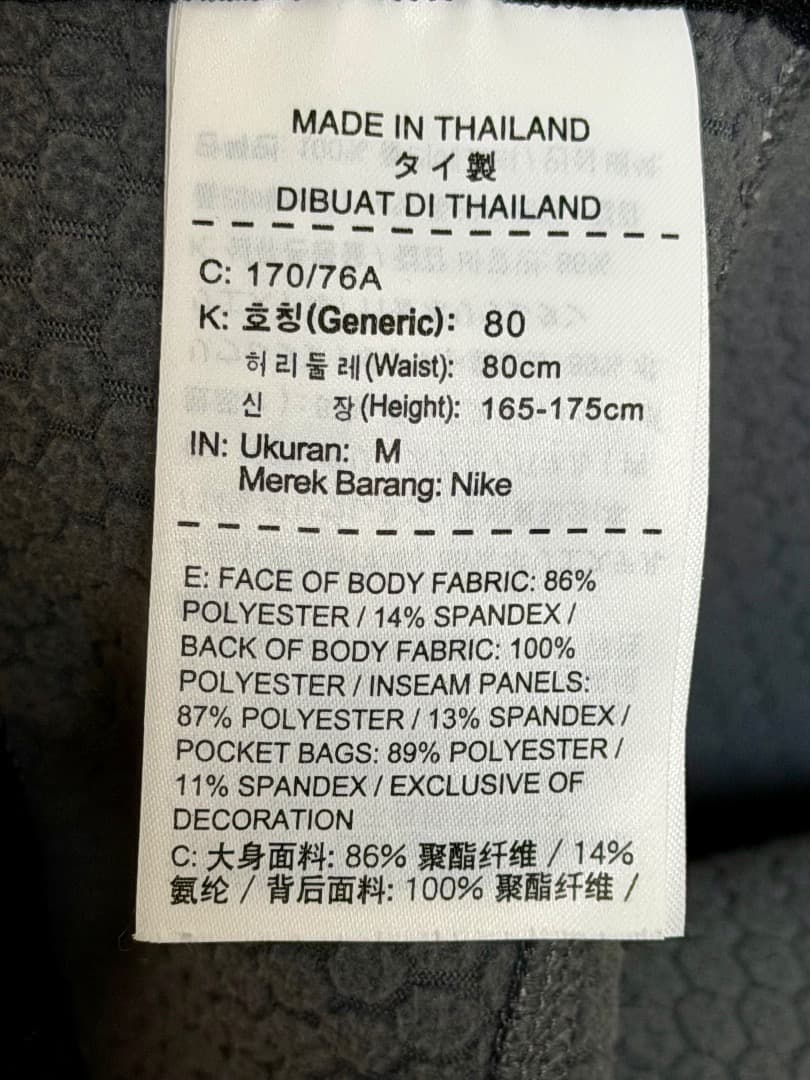 MADE IN THAILAND
タイ製
DIBUAT DI THAILAND
C: 170/76A
K: 호칭(Generic): 80
허리둘레(Waist): 80cm
신 장(Height): 165-175cm
IN: Ukuran: M
Merek Barang: Nike
E: FACE OF BODY FABRIC: 86%
POLYESTER / 14% SPANDEX /
BACK OF BODY FABRIC: 100%
POLYESTER / INSEAM PANELS:
87% POLYESTER / 13% SPANDEX /
POCKET BAGS: 89% POLYESTER /
11% SPANDEX / EXCLUSIVE OF
DECORATION
C: 大身面料: 86% 聚酯纤维 / 14%
氨纶 / 背后面料: 100% 聚酯纤维 /